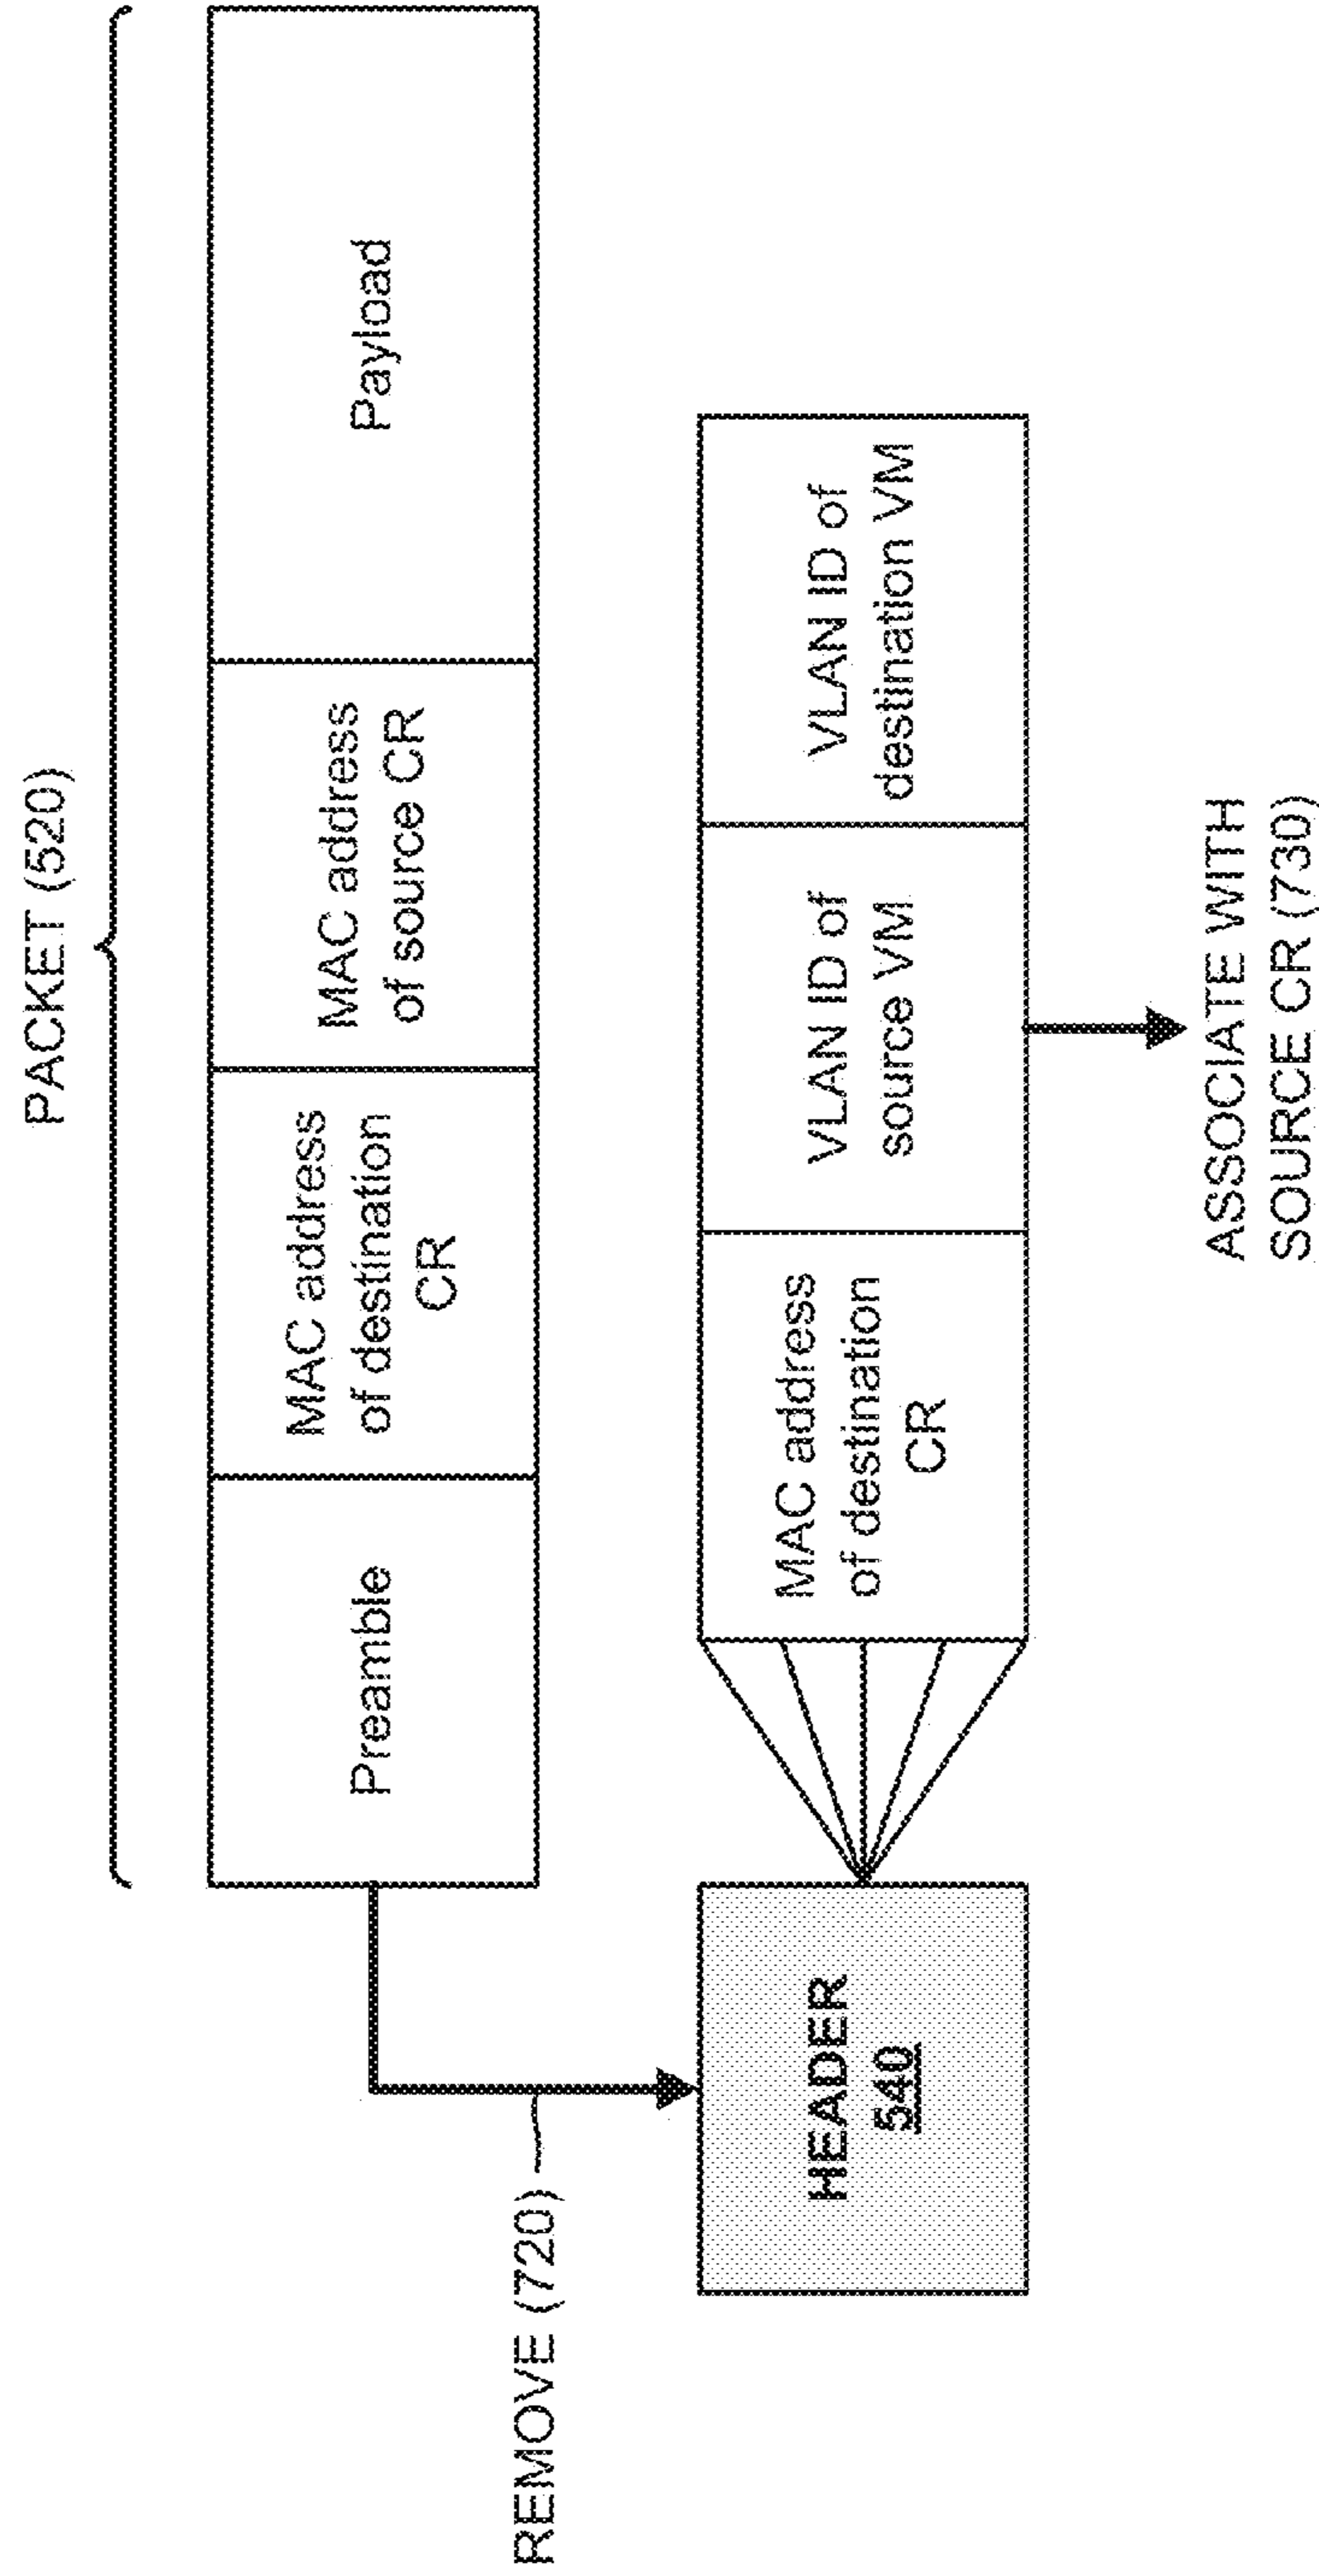 PACKET (520)
Preamble
MAC address
of destination
CR
MAC address
of source CR
Payload
REMOVE (720)
HEADER
540
MAC address
of destination
CR
VLAN ID of
source VM
VLAN ID of
destination VM
ASSOCIATE WITH
SOURCE CR (730)